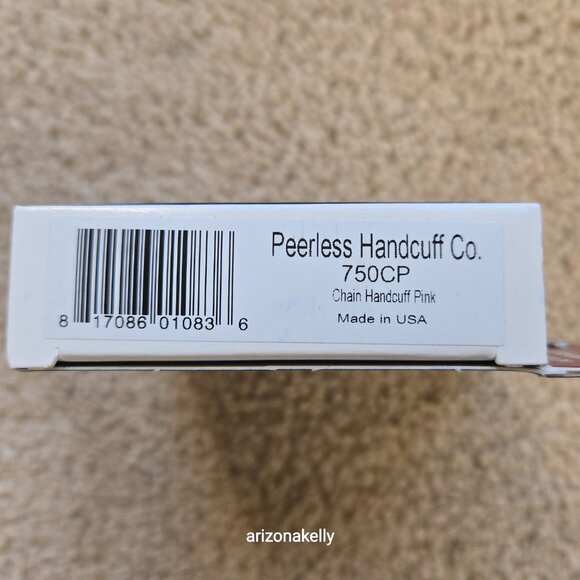 Peerless Handcuff Co.
750CP
Chain Handcuff Pink
Made in USA
8 17086 01083 6
arizonakelly